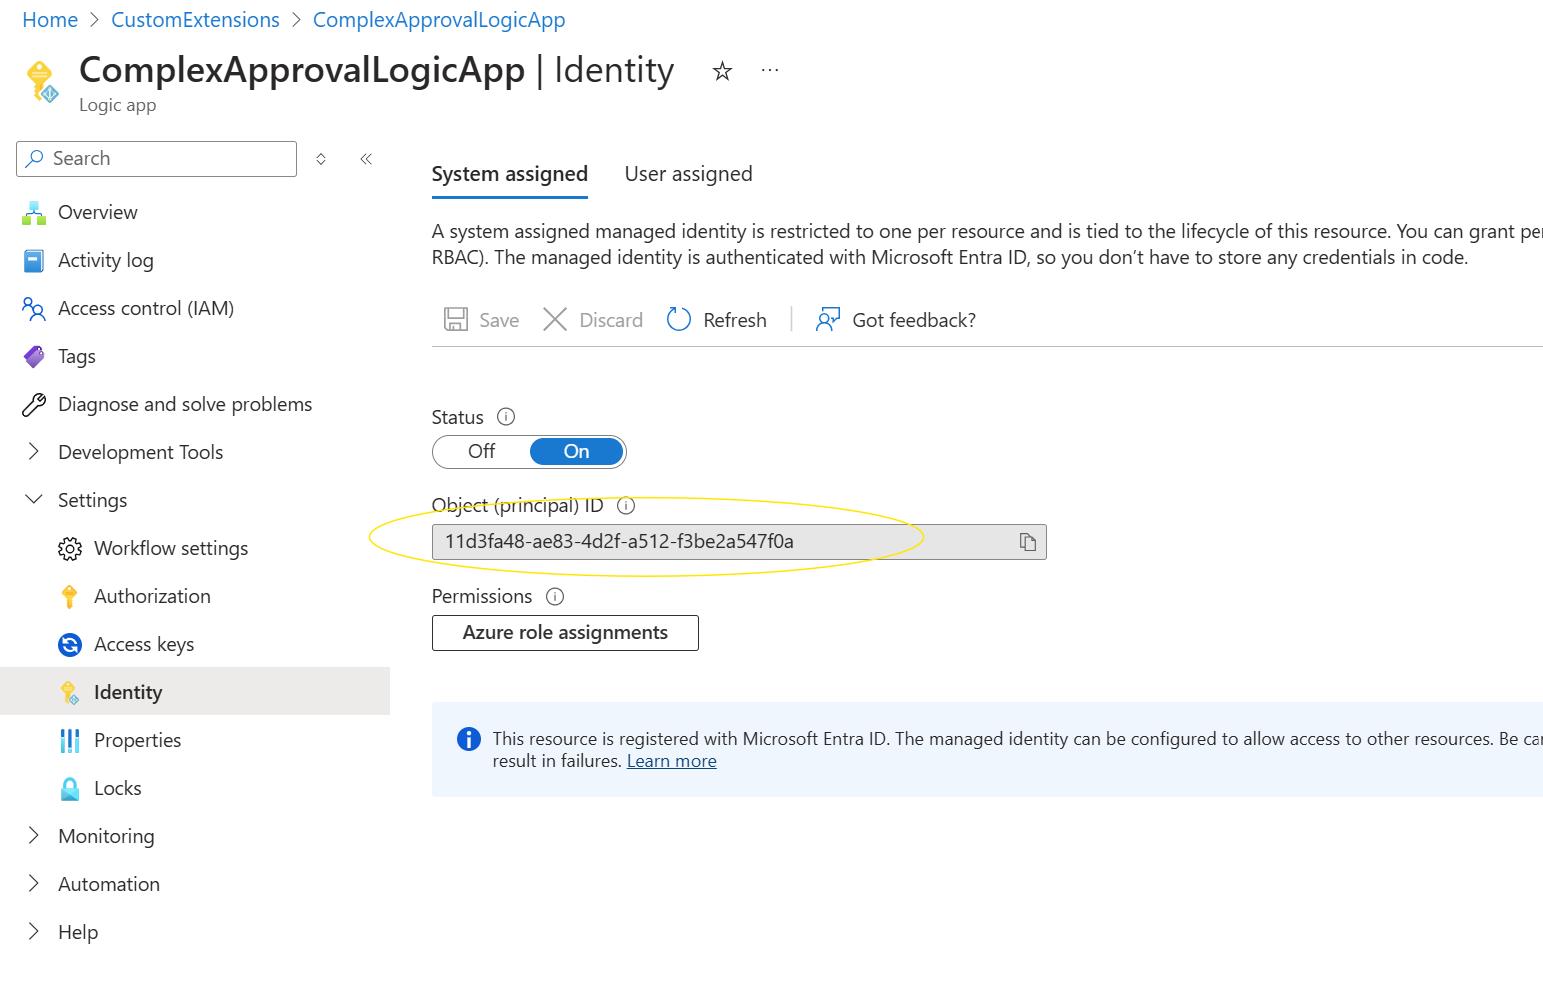 Home > CustomExtensions > ComplexApprovalLogicApp
ComplexApprovalLogicApp | Identity
Logic app
Search
Overview
Activity log
Access control (IAM)
Tags
Diagnose and solve problems
Development Tools
Settings
Workflow settings
Authorization
Access keys
Identity
Properties
Locks
Monitoring
Automation
Help
System assigned User assigned
A system assigned managed identity is restricted to one per resource and is tied to the lifecycle of this resource. You can grant
RBAC). The managed identity is authenticated with Microsoft Entra ID, so you don’t have to store any credentials in code.
Save Discard Refresh Got feedback?
Status
Off On
Object (principal) ID
11d3fa48-ae83-4d2f-a512-f3be2a547f0a
Permissions
Azure role assignments
This resource is registered with Microsoft Entra ID. The managed identity can be configured to allow access to other resources. Be
result in failures. Learn more